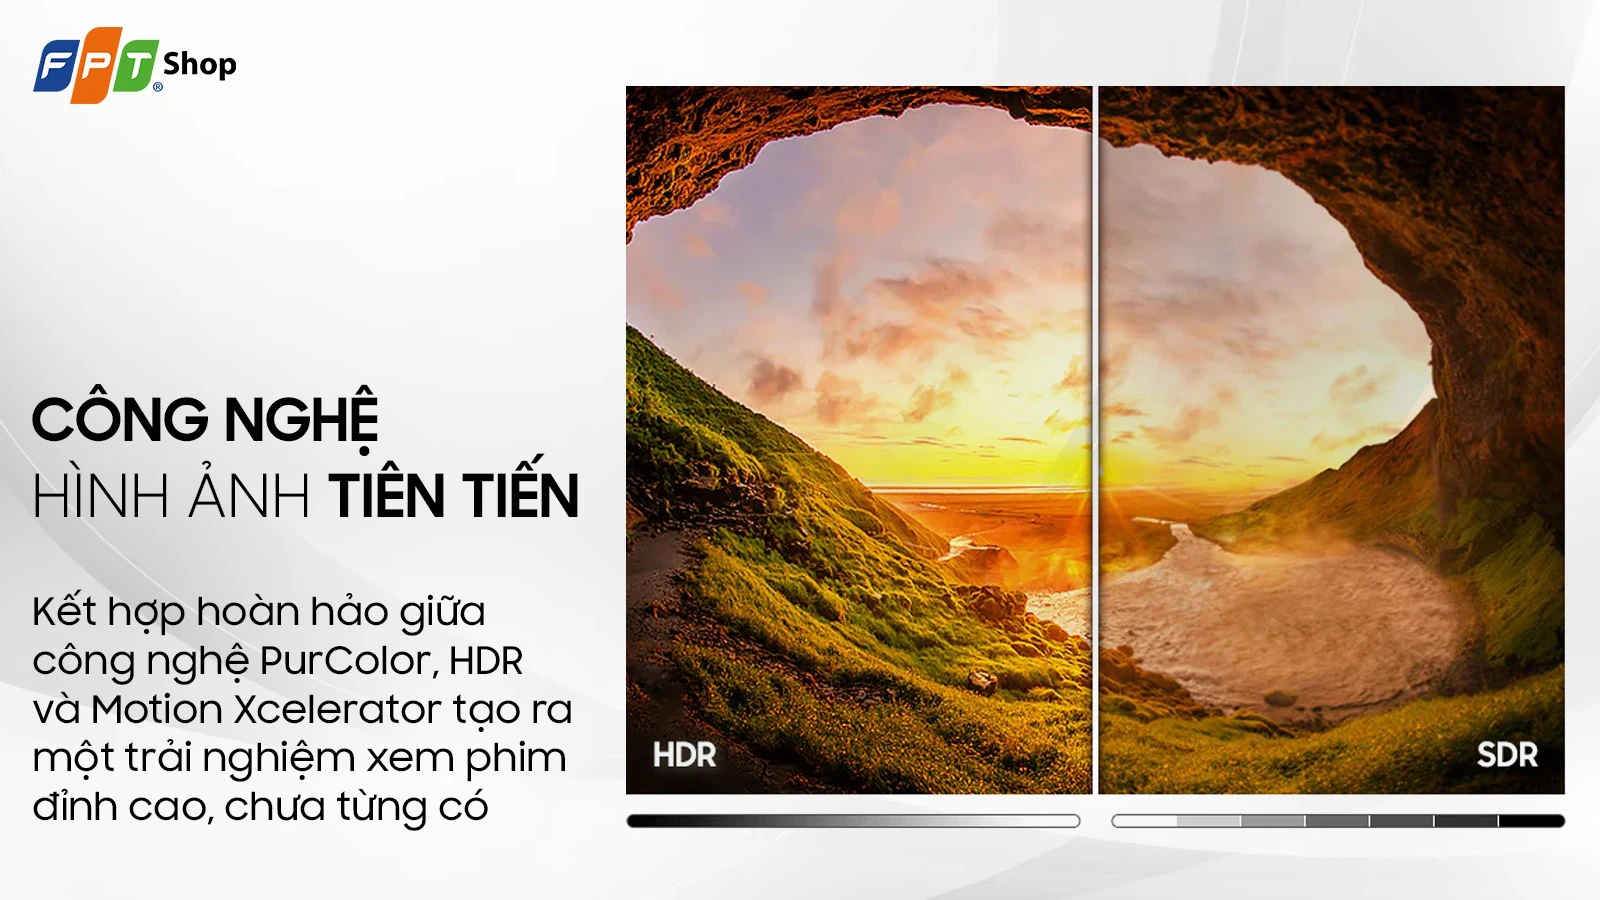 FPT® Shop
CÔNG NGHỆ
HÌNH ẢNH TIÊN TIẾN
Kết hợp hoàn hảo giữa
công nghệ PurColor, HDR
và Motion Xcelerator tạo ra
một trải nghiệm xem phim
đỉnh cao, chưa từng có
HDR
SDR